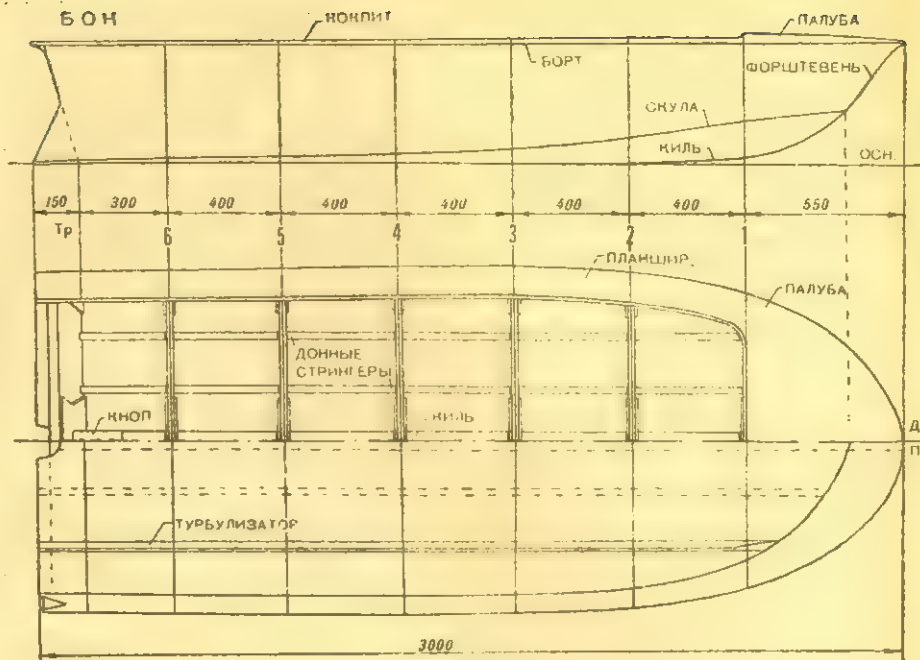 БОК
КОКПИТ
ПАЛУБА
БОРТ
ФОРШТЕВЕНЬ
СКУЛА
КИЛЬ
ОСН.
150 300 400 400 400 400 400 550
Тр 6 5 4 3 2 1
ПЛАНШИР.
ПАЛУБА
ДОННЫЕ
СТРИНГЕРЫ
КНОП
КИЛЬ
Д
П
ТУРБУЛИЗАТОР
3000